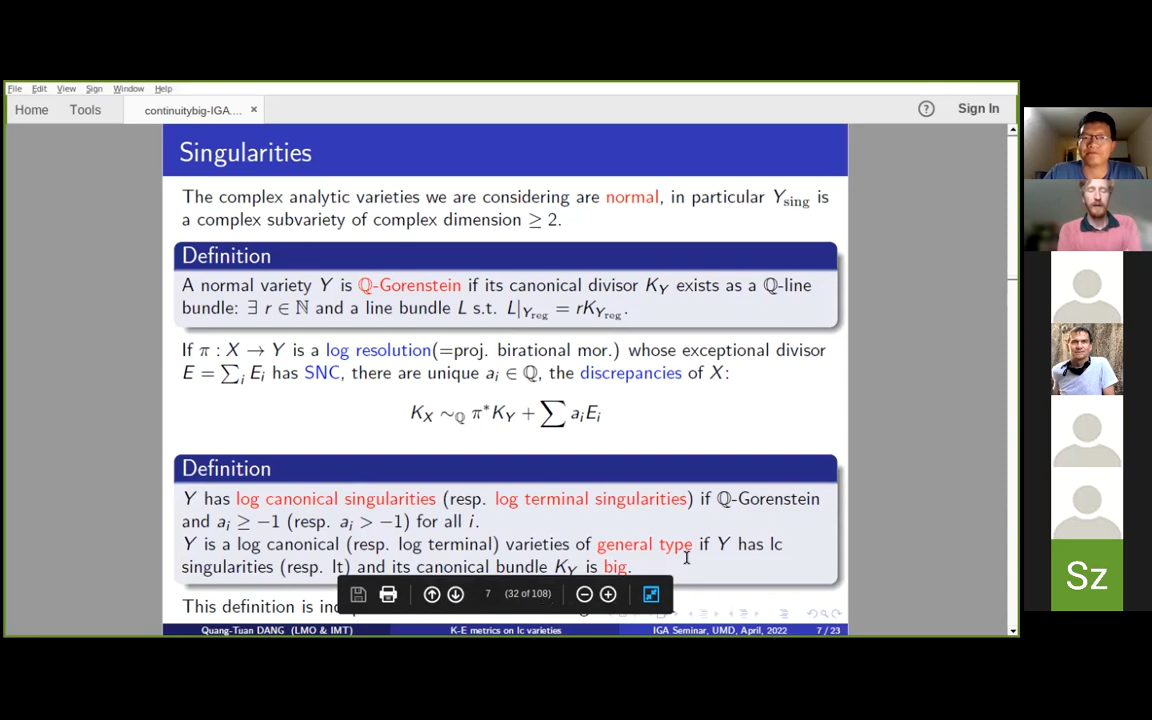 File Edit View Sign Window Help
Home Tools continuitybig-IGA.... × ? Sign In
Singularities
The complex analytic varieties we are considering are normal, in particular Y_sing is
a complex subvariety of complex dimension ≥ 2.
Definition
A normal variety Y is ℚ-Gorenstein if its canonical divisor K_Y exists as a ℚ-line
bundle: ∃ r ∈ ℕ and a line bundle L s.t. L|_{Y_reg} = rK_{Y_reg}.
If π : X → Y is a log resolution(=proj. birational mor.) whose exceptional divisor
E = ∑_i E_i has SNC, there are unique a_i ∈ ℚ, the discrepancies of X:
K_X ∼_ℚ π*K_Y + ∑ a_i E_i
Definition
Y has log canonical singularities (resp. log terminal singularities) if ℚ-Gorenstein
and a_i ≥ −1 (resp. a_i > −1) for all i.
Y is a log canonical (resp. log terminal) varieties of general type if Y has lc
singularities (resp. lt) and its canonical bundle K_Y is big.
This definition is
7 (32 of 108)
Quang-Tuan DANG (LMO & IMT) K-E metrics on lc varieties IGA Seminar, UMD, April, 2022 7 / 23
Sz